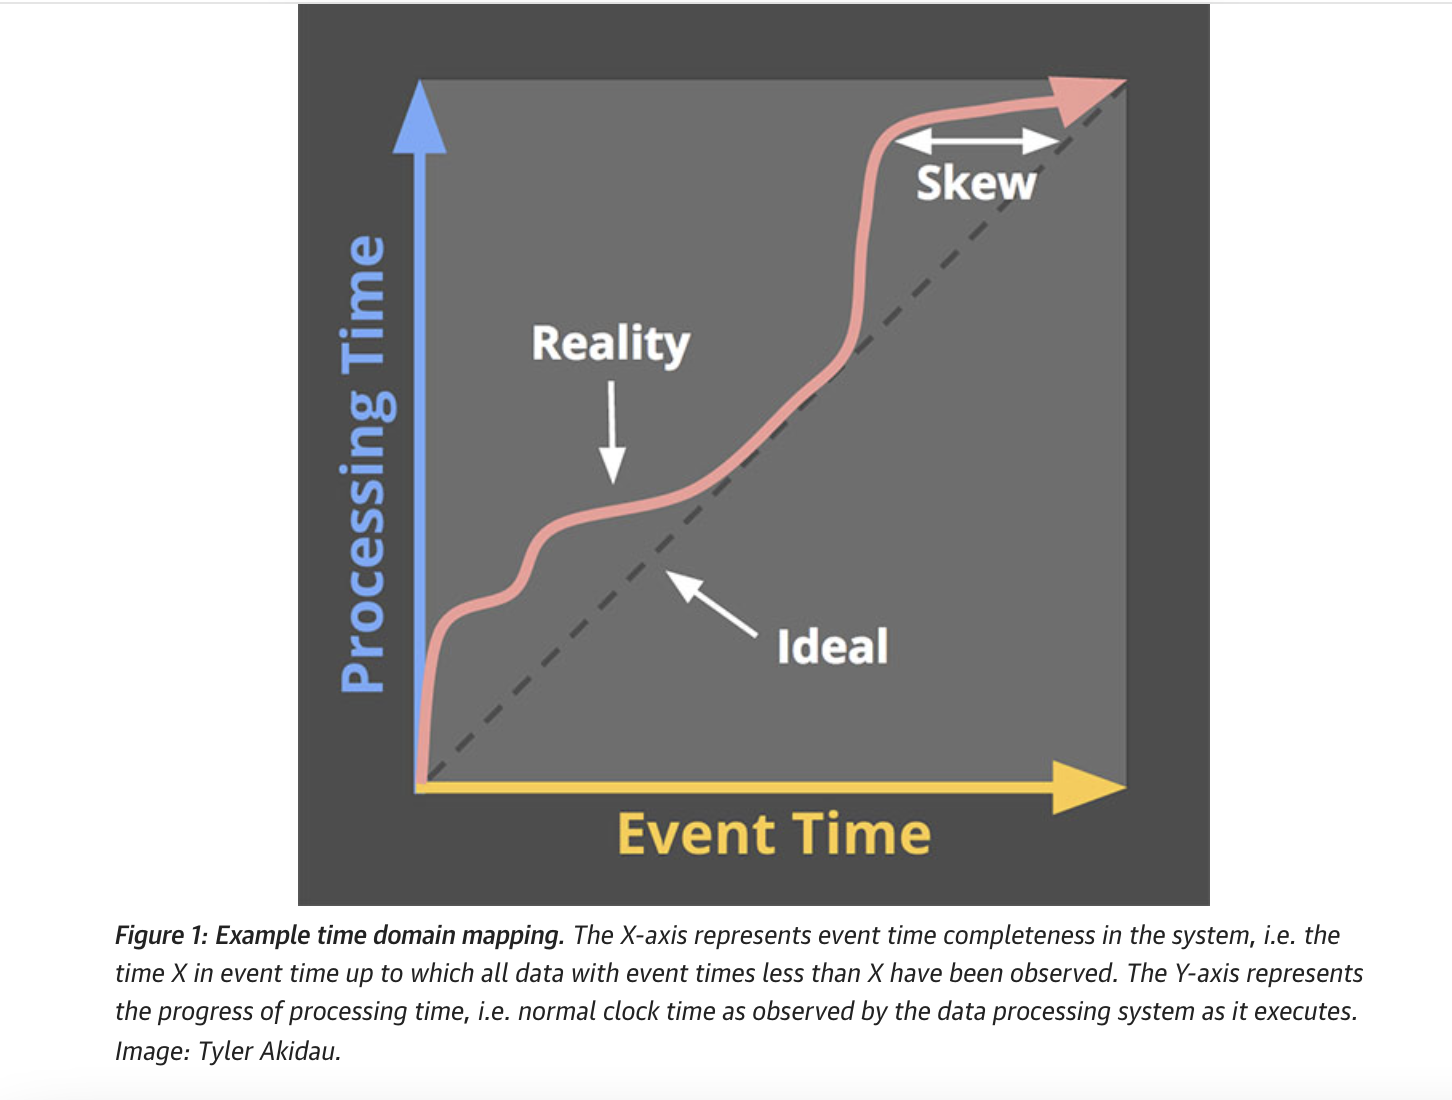 Skew
Reality
Processing Time
Ideal
Event Time
Figure 1: Example time domain mapping. The X-axis represents event time completeness in the system, i.e. the
time X in event time up to which all data with event times less than X have been observed. The Y-axis represents
the progress of processing time, i.e. normal clock time as observed by the data processing system as it executes.
Image: Tyler Akidau.